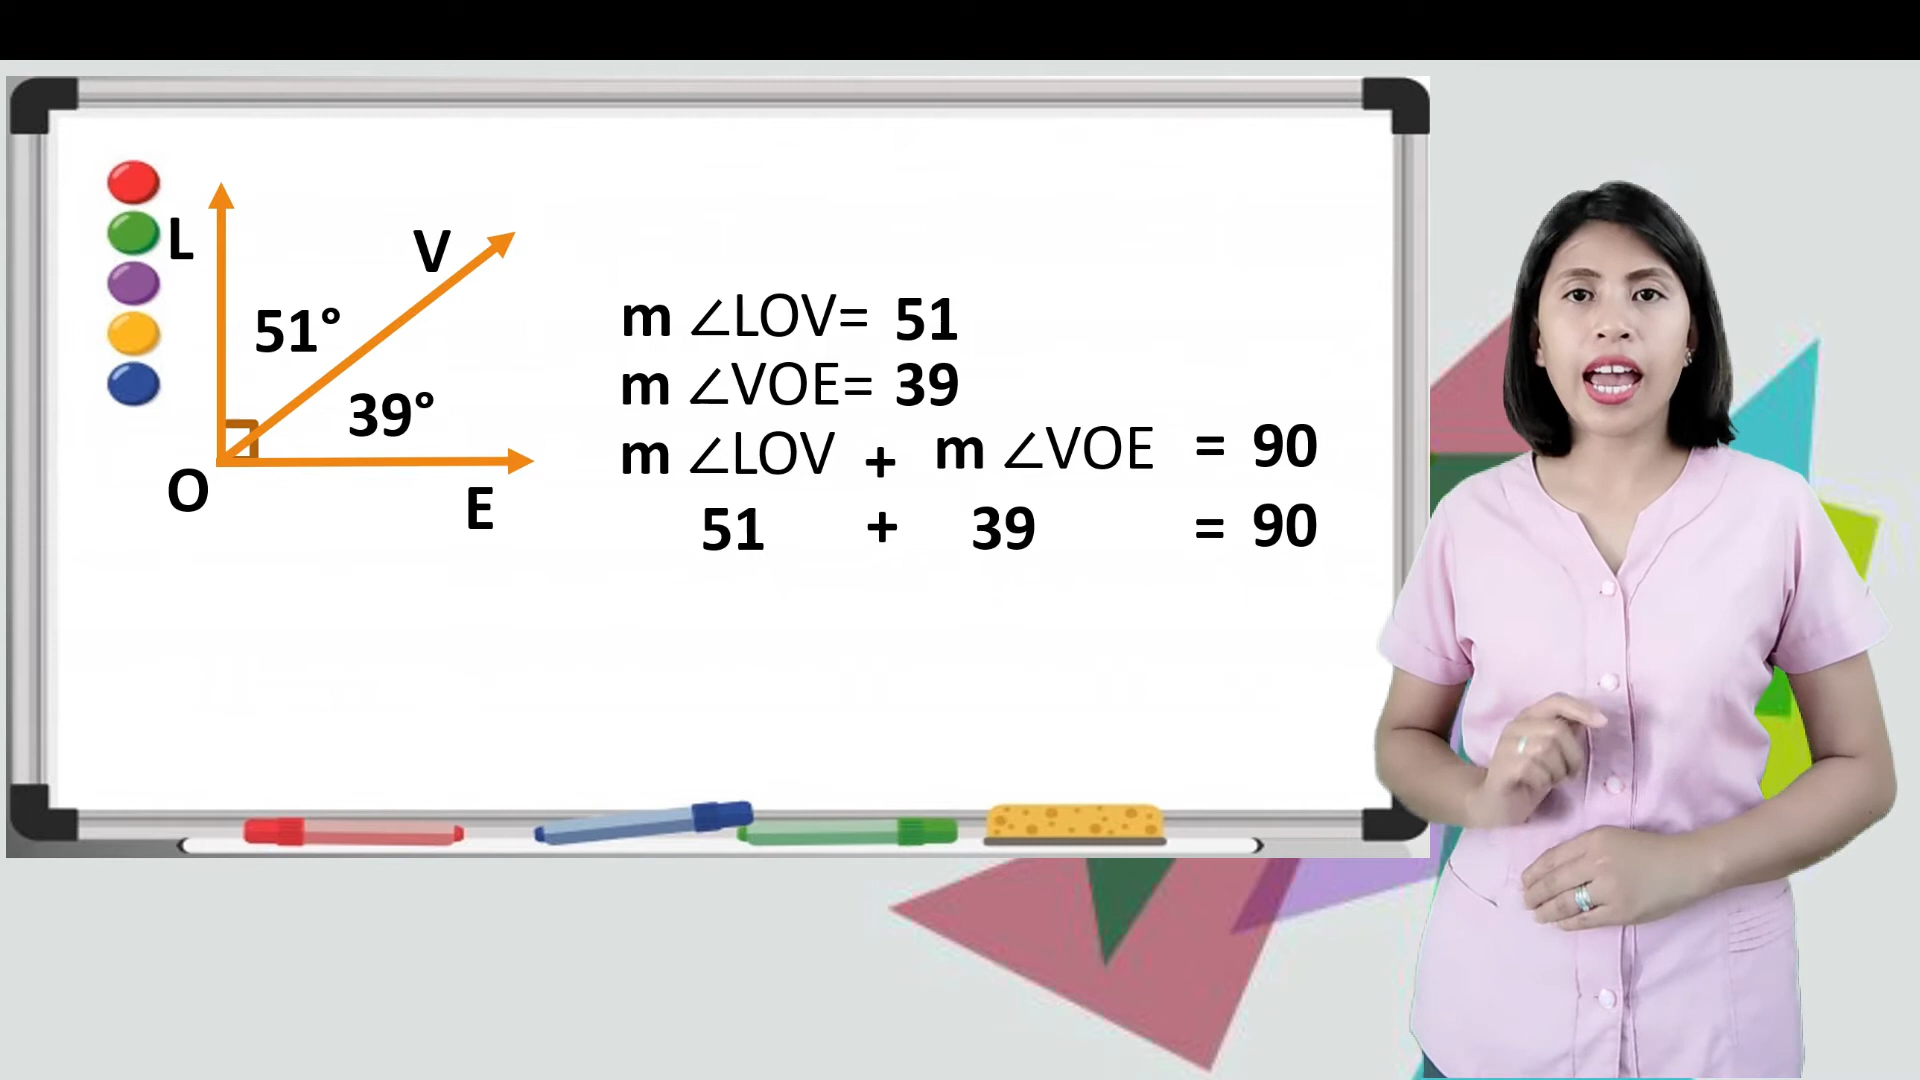 L
V
51°
39°
O
E
m ∠LOV= 51
m ∠VOE= 39
m ∠LOV + m ∠VOE = 90
51 + 39 = 90